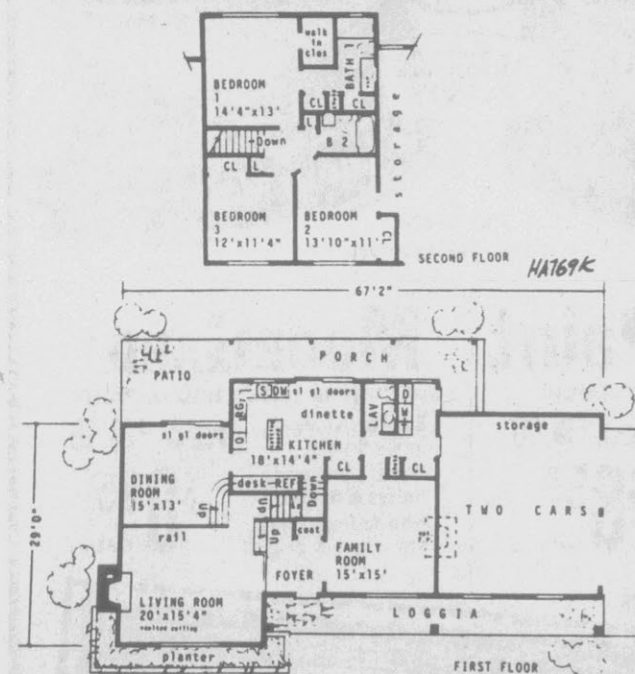 walk
in
clos
BATH 1
BEDROOM
1
14'4"x13'
CL
CL
L
Down
B 2
storage
CL
L
BEDROOM
3
12'x11'4"
BEDROOM
2
13'10"x11'
CL
SECOND FLOOR
HA769K
67'2"
PORCH
PATIO
S
DW
sl gl doors
RG
O
dinette
LAV
D
W
storage
sl gl doors
KITCHEN
18'x14'4"
CL
CL
desk
REF
DINING
ROOM
15'x13'
up
Up
Down
TWO CARS
29'0"
rail
Up
coat
FAMILY
ROOM
15'x15'
FOYER
LIVING ROOM
20'x15'4"
vaulted ceiling
LOGGIA
planter
FIRST FLOOR